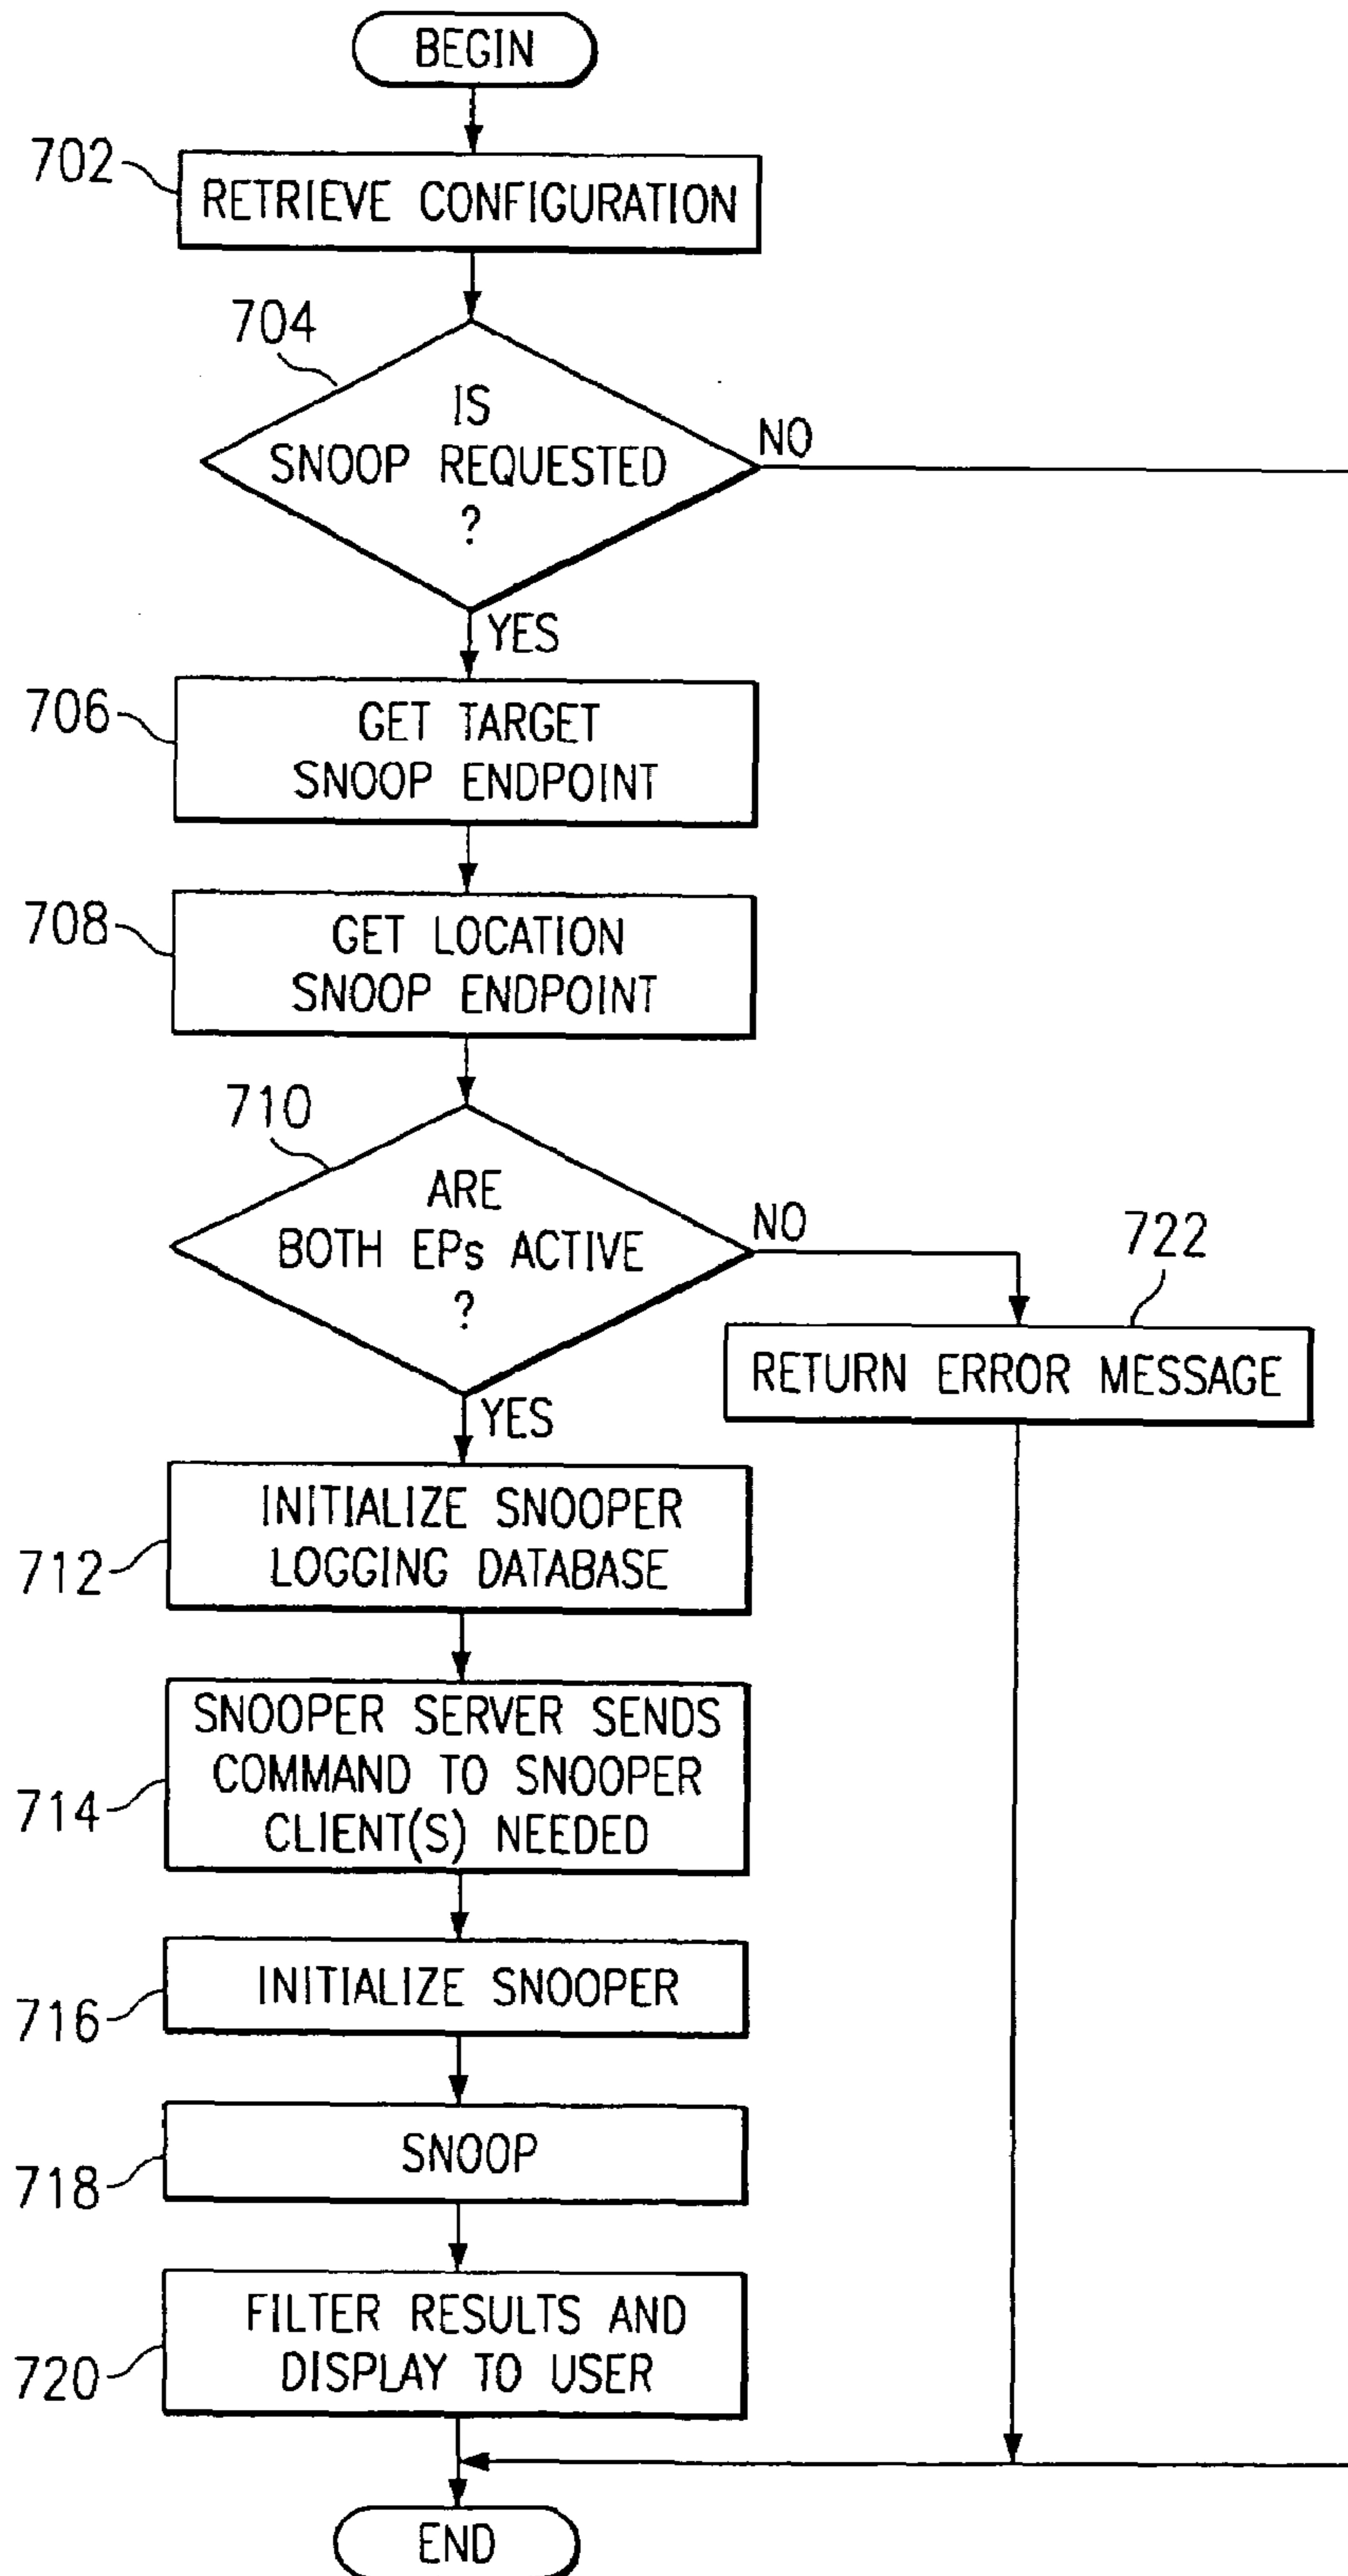 BEGIN
702
RETRIEVE CONFIGURATION
704
IS
SNOOP REQUESTED
?
NO
YES
706
GET TARGET
SNOOP ENDPOINT
708
GET LOCATION
SNOOP ENDPOINT
710
ARE
BOTH EPs ACTIVE
?
NO
722
RETURN ERROR MESSAGE
YES
712
INITIALIZE SNOOPER
LOGGING DATABASE
714
SNOOPER SERVER SENDS
COMMAND TO SNOOPER
CLIENT(S) NEEDED
716
INITIALIZE SNOOPER
718
SNOOP
720
FILTER RESULTS AND
DISPLAY TO USER
END